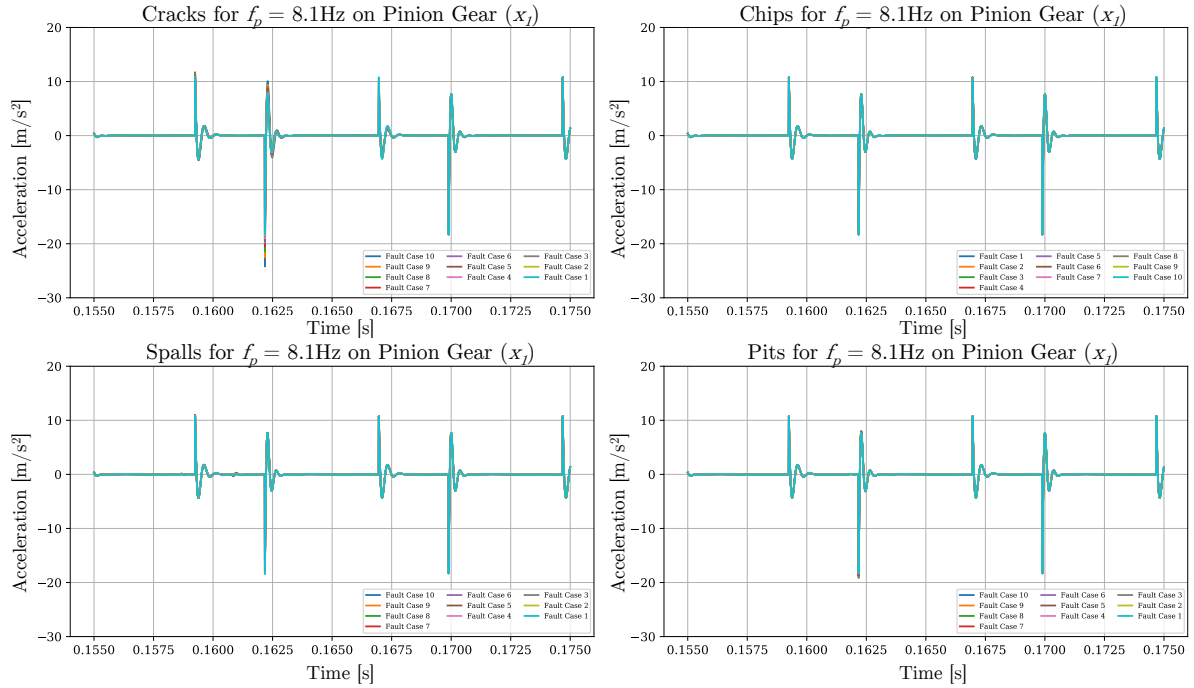 Cracks for f_p = 8.1Hz on Pinion Gear (x_1)
Acceleration [m/s²]
20
10
0
−10
−20
−30
0.1550 0.1575 0.1600 0.1625 0.1650 0.1675 0.1700 0.1725 0.1750
Time [s]
Fault Case 10
Fault Case 9
Fault Case 8
Fault Case 7
Fault Case 6
Fault Case 5
Fault Case 4
Fault Case 3
Fault Case 2
Fault Case 1
Chips for f_p = 8.1Hz on Pinion Gear (x_1)
Acceleration [m/s²]
20
10
0
−10
−20
−30
0.1550 0.1575 0.1600 0.1625 0.1650 0.1675 0.1700 0.1725 0.1750
Time [s]
Fault Case 1
Fault Case 2
Fault Case 3
Fault Case 4
Fault Case 5
Fault Case 6
Fault Case 7
Fault Case 8
Fault Case 9
Fault Case 10
Spalls for f_p = 8.1Hz on Pinion Gear (x_1)
Acceleration [m/s²]
20
10
0
−10
−20
−30
0.1550 0.1575 0.1600 0.1625 0.1650 0.1675 0.1700 0.1725 0.1750
Time [s]
Fault Case 10
Fault Case 9
Fault Case 8
Fault Case 7
Fault Case 6
Fault Case 5
Fault Case 4
Fault Case 3
Fault Case 2
Fault Case 1
Pits for f_p = 8.1Hz on Pinion Gear (x_1)
Acceleration [m/s²]
20
10
0
−10
−20
−30
0.1550 0.1575 0.1600 0.1625 0.1650 0.1675 0.1700 0.1725 0.1750
Time [s]
Fault Case 10
Fault Case 9
Fault Case 8
Fault Case 7
Fault Case 6
Fault Case 5
Fault Case 4
Fault Case 3
Fault Case 2
Fault Case 1